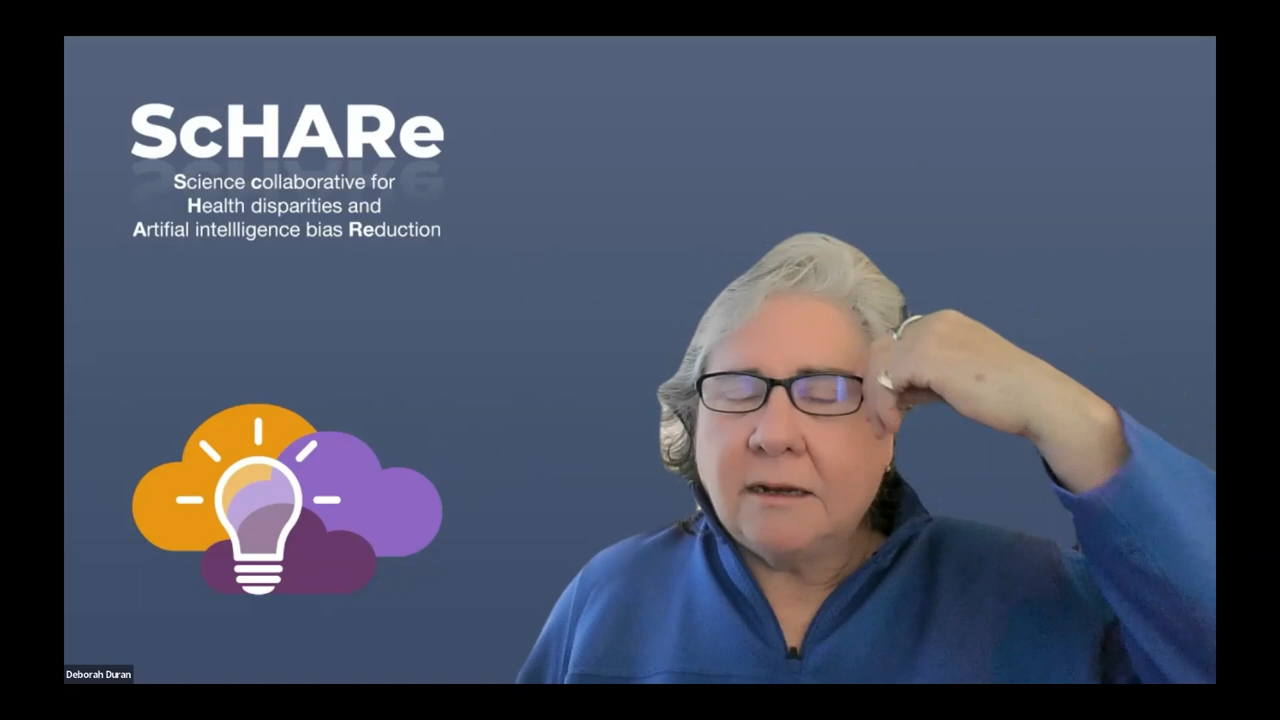 ScHARe
Science collaborative for
Health disparities and
Artifial intellligence bias Reduction
Deborah Duran